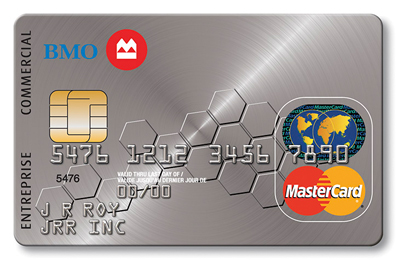 COMMERCIAL
ENTREPRISE
BMO
MasterCard
5476 1212 3456 7890
5476
VALID THRU LAST DAY OF /
VALIDE JUSQU'AU DERNIER JOUR DE
00/00
MasterCard
J R ROY
JRR INC